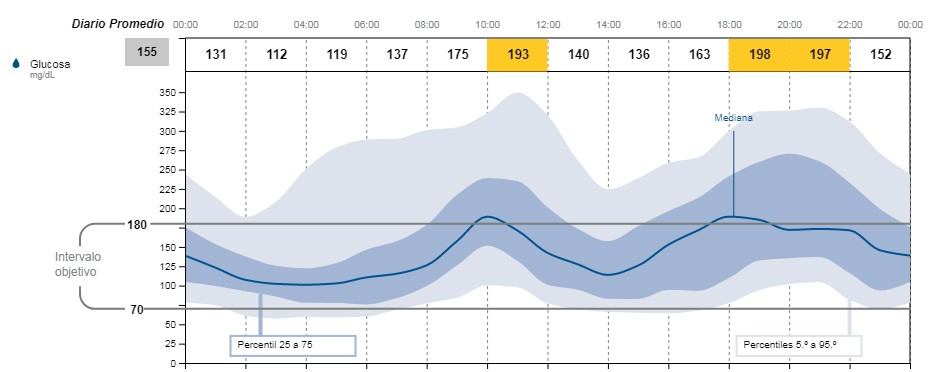 Diario Promedio 00:00 02:00 04:00 06:00 08:00 10:00 12:00 14:00 16:00 18:00 20:00 22:00 00:00
155 131 112 119 137 175 193 140 136 163 198 197 152
Glucosa
mg/dL
350
325
300
Mediana
275
250
225
200
180
150
Intervalo
objetivo
125
100
70
50
25
0
Percentil 25 a 75
Percentiles 5.º a 95.º